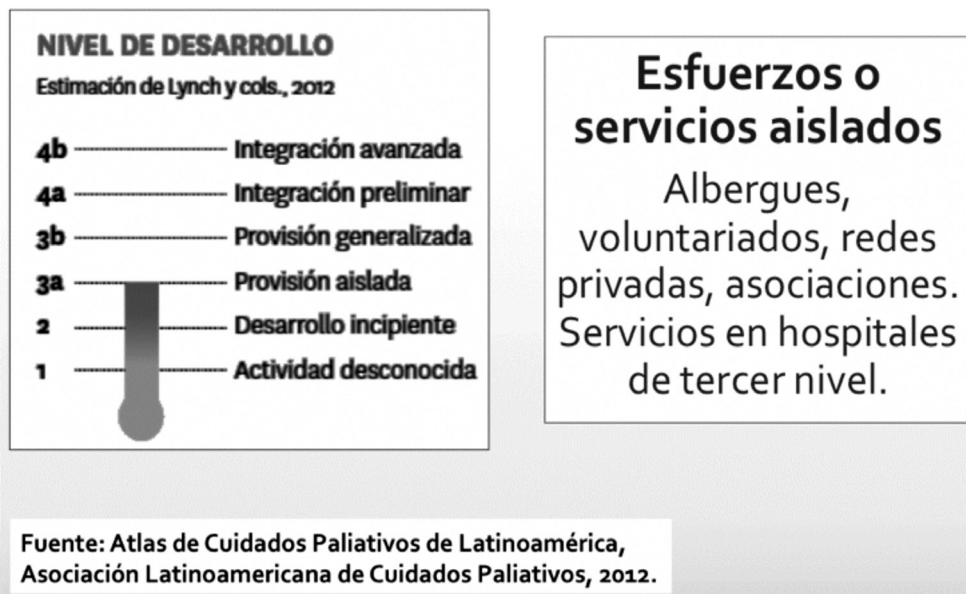 NIVEL DE DESARROLLO
Estimación de Lynch y cols., 2012
4b Integración avanzada
4a Integración preliminar
3b Provisión generalizada
3a Provisión aislada
2 Desarrollo incipiente
1 Actividad desconocida
Esfuerzos o
servicios aislados
Albergues,
voluntariados, redes
privadas, asociaciones.
Servicios en hospitales
de tercer nivel.
Fuente: Atlas de Cuidados Paliativos de Latinoamérica,
Asociación Latinoamericana de Cuidados Paliativos, 2012.